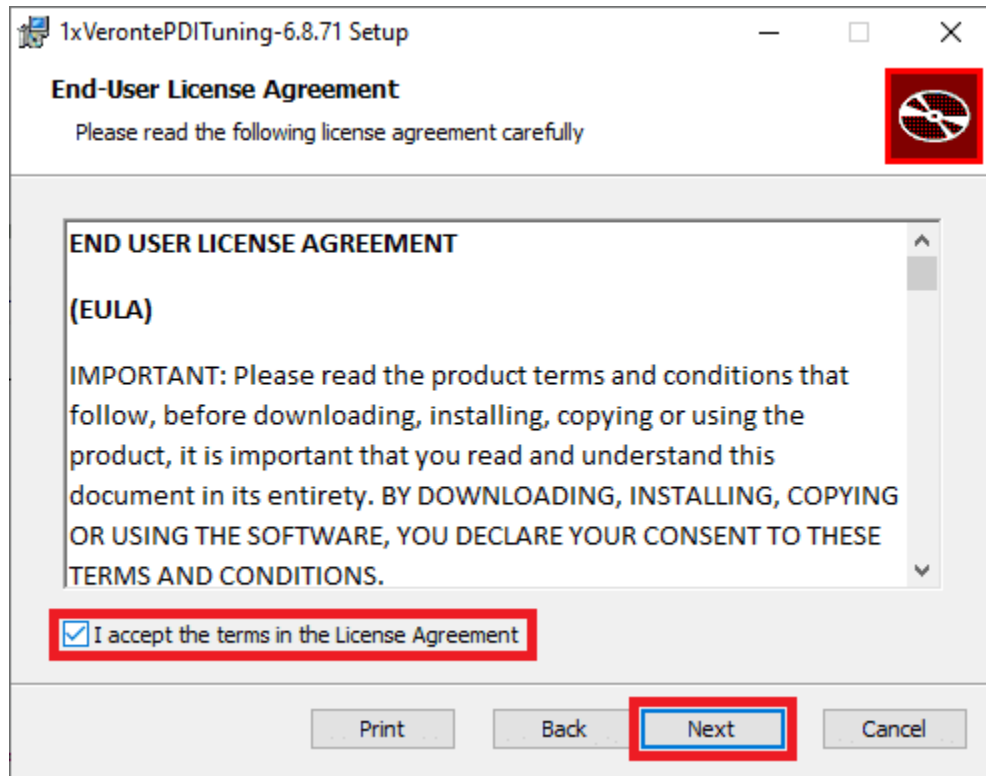 1xVerontePDITuning-6.8.71 Setup
End-User License Agreement
Please read the following license agreement carefully
END USER LICENSE AGREEMENT
(EULA)
IMPORTANT: Please read the product terms and conditions that
follow, before downloading, installing, copying or using the
product, it is important that you read and understand this
document in its entirety. BY DOWNLOADING, INSTALLING, COPYING
OR USING THE SOFTWARE, YOU DECLARE YOUR CONSENT TO THESE
TERMS AND CONDITIONS.
I accept the terms in the License Agreement
Print Back Next Cancel